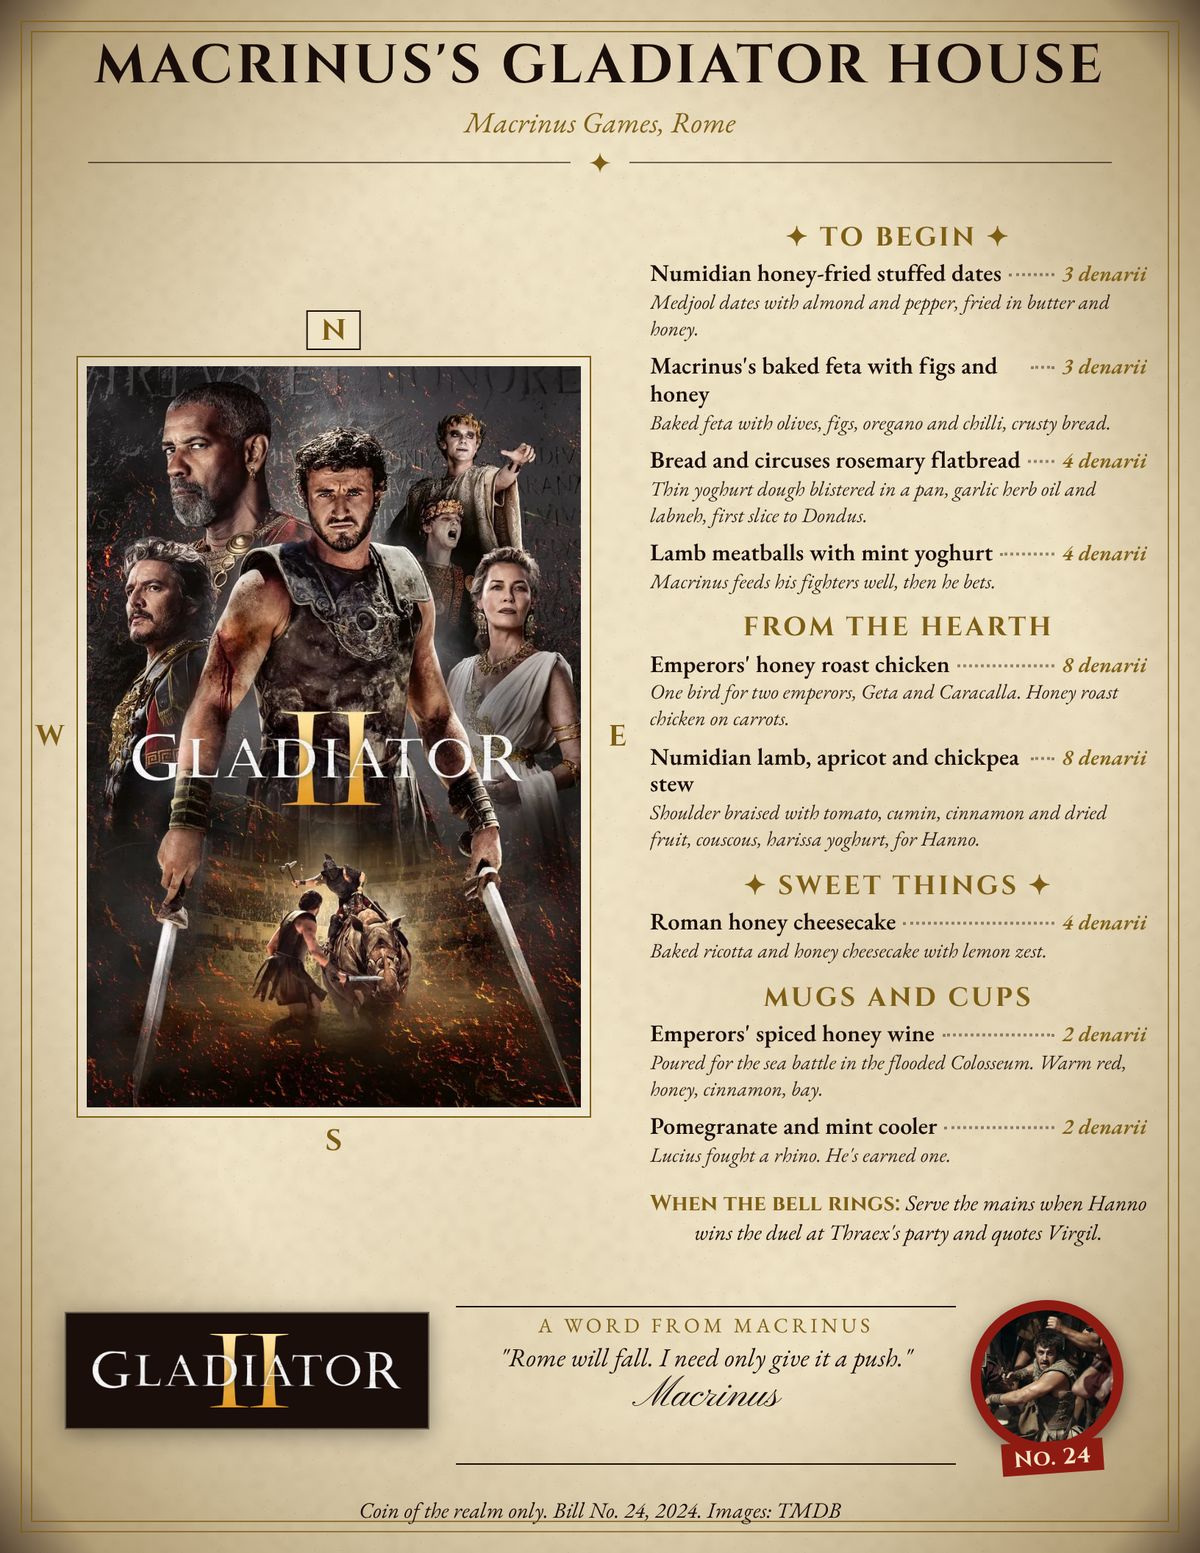 MACRINUS'S GLADIATOR HOUSE
Macrinus Games, Rome
N
W
E
S
GLADIATOR
II
TO BEGIN
Numidian honey-fried stuffed dates 3 denarii
Medjool dates with almond and pepper, fried in butter and
honey.
Macrinus's baked feta with figs and 3 denarii
honey
Baked feta with olives, figs, oregano and chilli, crusty bread.
Bread and circuses rosemary flatbread 4 denarii
Thin yoghurt dough blistered in a pan, garlic herb oil and
labneh, first slice to Dondus.
Lamb meatballs with mint yoghurt 4 denarii
Macrinus feeds his fighters well, then he bets.
FROM THE HEARTH
Emperors' honey roast chicken 8 denarii
One bird for two emperors, Geta and Caracalla. Honey roast
chicken on carrots.
Numidian lamb, apricot and chickpea 8 denarii
stew
Shoulder braised with tomato, cumin, cinnamon and dried
fruit, couscous, harissa yoghurt, for Hanno.
SWEET THINGS
Roman honey cheesecake 4 denarii
Baked ricotta and honey cheesecake with lemon zest.
MUGS AND CUPS
Emperors' spiced honey wine 2 denarii
Poured for the sea battle in the flooded Colosseum. Warm red,
honey, cinnamon, bay.
Pomegranate and mint cooler 2 denarii
Lucius fought a rhino. He's earned one.
WHEN THE BELL RINGS: Serve the mains when Hanno
wins the duel at Thraex's party and quotes Virgil.
GLADIATOR
II
A WORD FROM MACRINUS
"Rome will fall. I need only give it a push."
Macrinus
NO. 24
Coin of the realm only. Bill No. 24, 2024. Images: TMDB